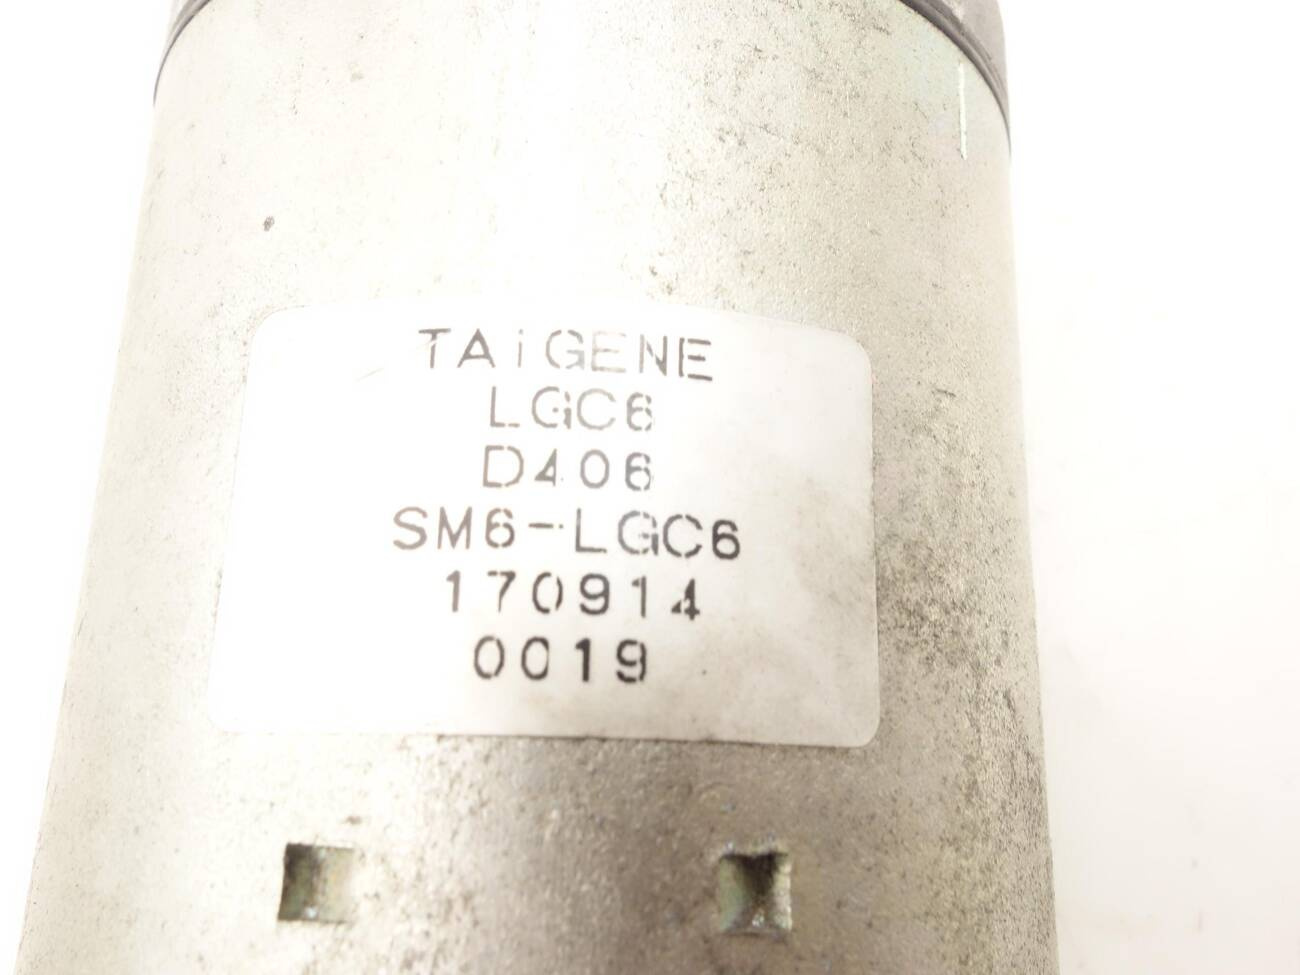 TAiGENE
LGC6
D406
SM6-LGC6
170914
0019